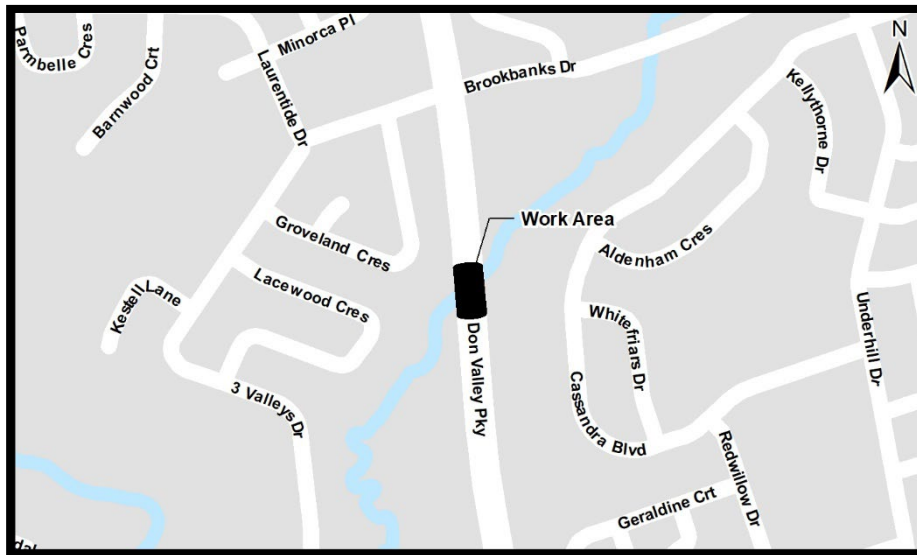 Parmbelle Cres
Barnwood Crt
Minorca Pl
Laurentide Dr
Brookbanks Dr
Kellythorne Dr
N
Work Area
Groveland Cres
Aldenham Cres
Lacewood Cres
Kestell Lane
Whitefriars Dr
Underhill Dr
Don Valley Pky
3 Valleys Dr
Cassandra Blvd
Redwillow Dr
Geraldine Crt
dal